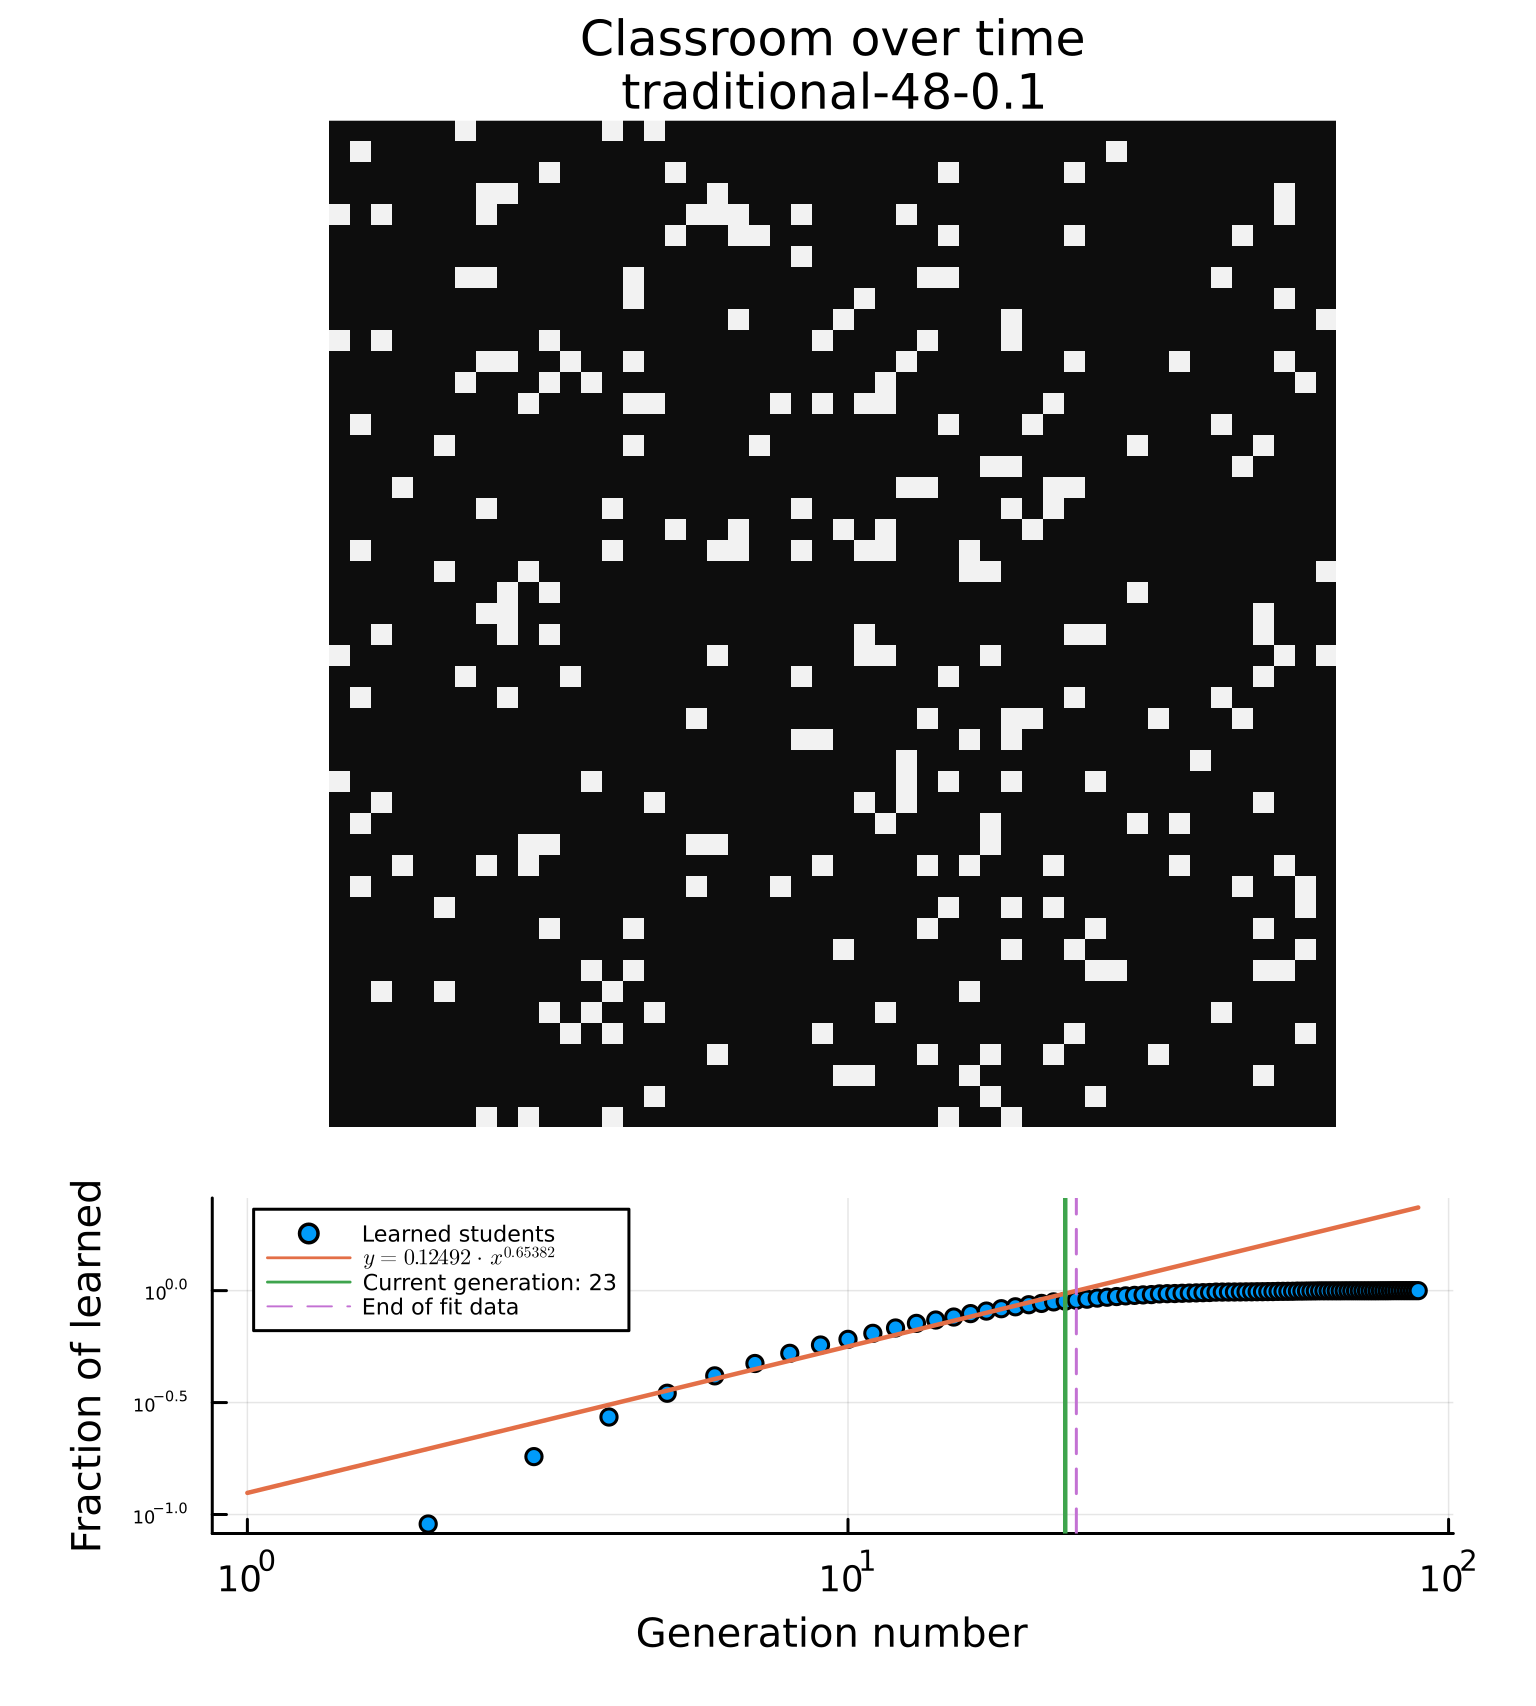 Classroom over time
traditional-48-0.1
Fraction of learned
Learned students
y = 0.12492 · x^0.65382
Current generation: 23
End of fit data
10^0.0
10^−0.5
10^−1.0
10^0 10^1 10^2
Generation number